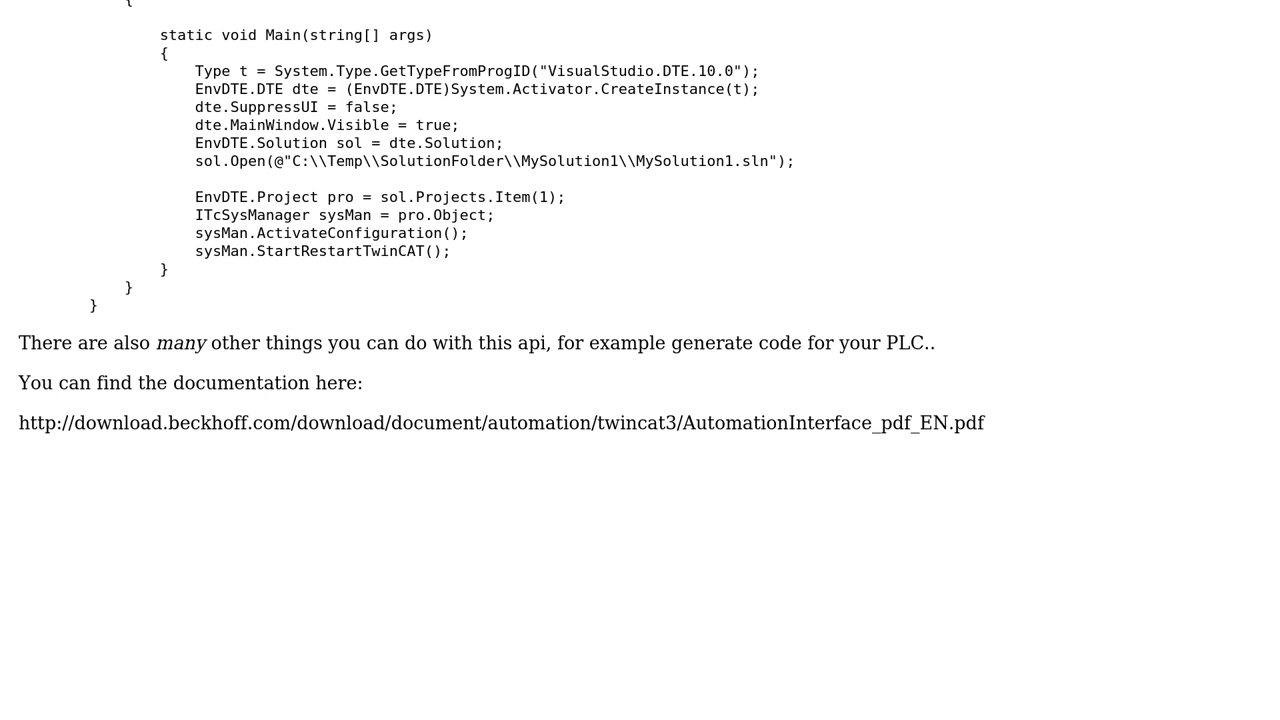 {
static void Main(string[] args)
{
Type t = System.Type.GetTypeFromProgID("VisualStudio.DTE.10.0");
EnvDTE.DTE dte = (EnvDTE.DTE)System.Activator.CreateInstance(t);
dte.SuppressUI = false;
dte.MainWindow.Visible = true;
EnvDTE.Solution sol = dte.Solution;
sol.Open(@"C:\\Temp\\SolutionFolder\\MySolution1\\MySolution1.sln");
EnvDTE.Project pro = sol.Projects.Item(1);
ITcSysManager sysMan = pro.Object;
sysMan.ActivateConfiguration();
sysMan.StartRestartTwinCAT();
}
}
}
There are also many other things you can do with this api, for example generate code for your PLC..
You can find the documentation here:
http://download.beckhoff.com/download/document/automation/twincat3/AutomationInterface_pdf_EN.pdf